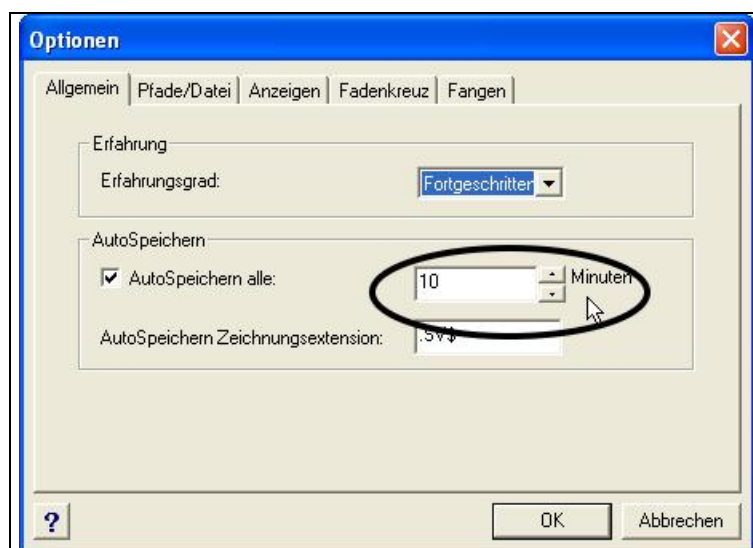 Optionen
Allgemein Pfade/Datei Anzeigen Fadenkreuz Fangen
Erfahrung
Erfahrungsgrad: Fortgeschritten
AutoSpeichern
AutoSpeichern alle: 10 Minuten
AutoSpeichern Zeichnungsextension: .SV$
? OK Abbrechen